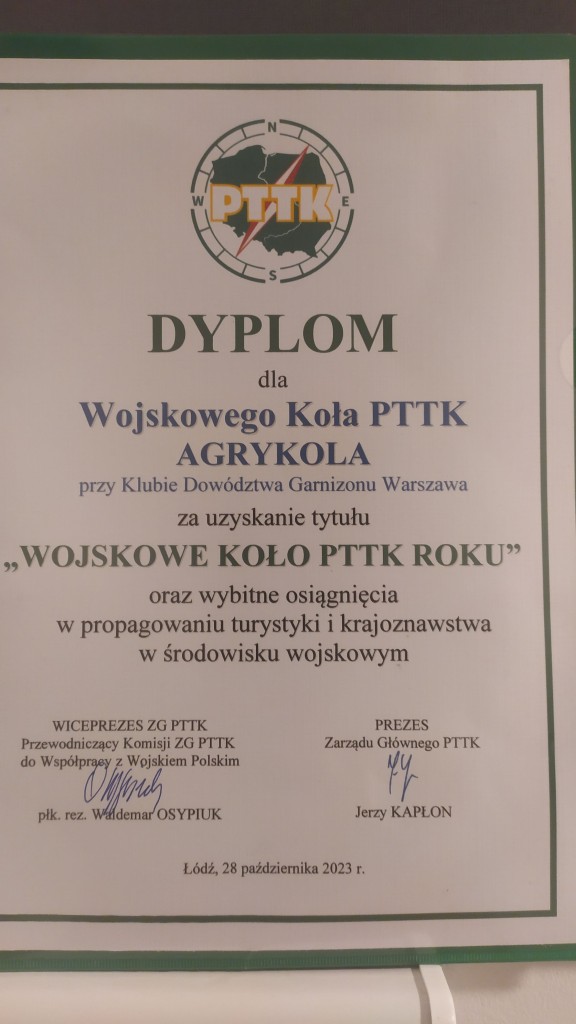 N
W PTTK E
S
DYPLOM
dla
Wojskowego Koła PTTK
AGRYKOLA
przy Klubie Dowództwa Garnizonu Warszawa
za uzyskanie tytułu
„WOJSKOWE KOŁO PTTK ROKU”
oraz wybitne osiągnięcia
w propagowaniu turystyki i krajoznawstwa
w środowisku wojskowym
WICEPREZES ZG PTTK
Przewodniczący Komisji ZG PTTK
do Współpracy z Wojskiem Polskim
płk. rez. Waldemar OSYPIUK
PREZES
Zarządu Głównego PTTK
Jerzy KAPŁON
Łódź, 28 października 2023 r.